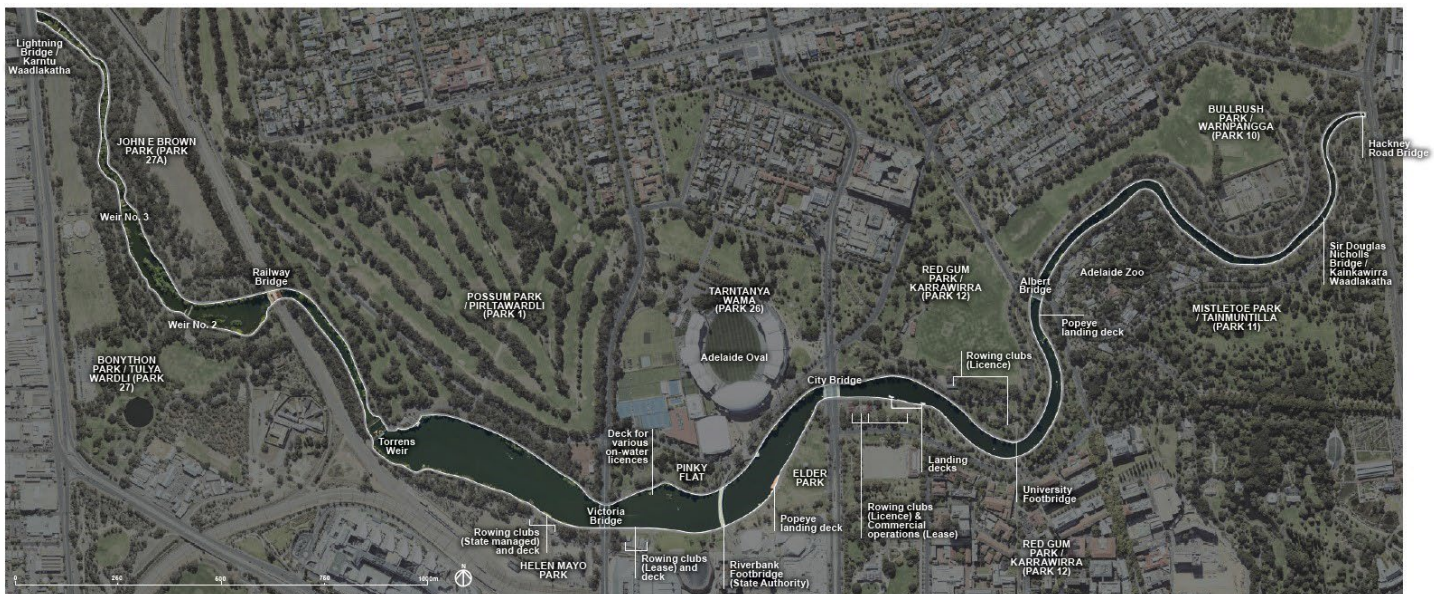 Lightning
Bridge /
Karntu
Waadlakatha
JOHN E BROWN
PARK (PARK
27A)
Weir No. 3
Railway
Bridge
Weir No. 2
BONYTHON
PARK / TULYA
WARDLI (PARK
27)
POSSUM PARK
/ PIRLTAWARDLI
(PARK 1)
Torrens
Weir
TARNTANYA
WAMA
(PARK 26)
Adelaide Oval
Deck for
various
on-water
licences
PINKY
FLAT
Victoria
Bridge
Rowing clubs
(State managed)
and deck
HELEN MAYO
PARK
Rowing clubs
(Lease) and
deck
Riverbank
Footbridge
(State Authority)
ELDER
PARK
Popeye
landing deck
City Bridge
Rowing clubs
(Licence) &
Commercial
operations (Lease)
Landing
decks
Rowing clubs
(Licence)
RED GUM
PARK /
KARRAWIRRA
(PARK 12)
University
Footbridge
RED GUM
PARK /
KARRAWIRRA
(PARK 12)
Albert
Bridge
Popeye
landing deck
Adelaide Zoo
BULLRUSH
PARK /
WARNPANGGA
(PARK 10)
MISTLETOE PARK
/ TAINMUNTILLA
(PARK 11)
Hackney
Road Bridge
Sir Douglas
Nicholls
Bridge /
Kainkawirra
Waadlakatha
0 250 500 750 1000m
N